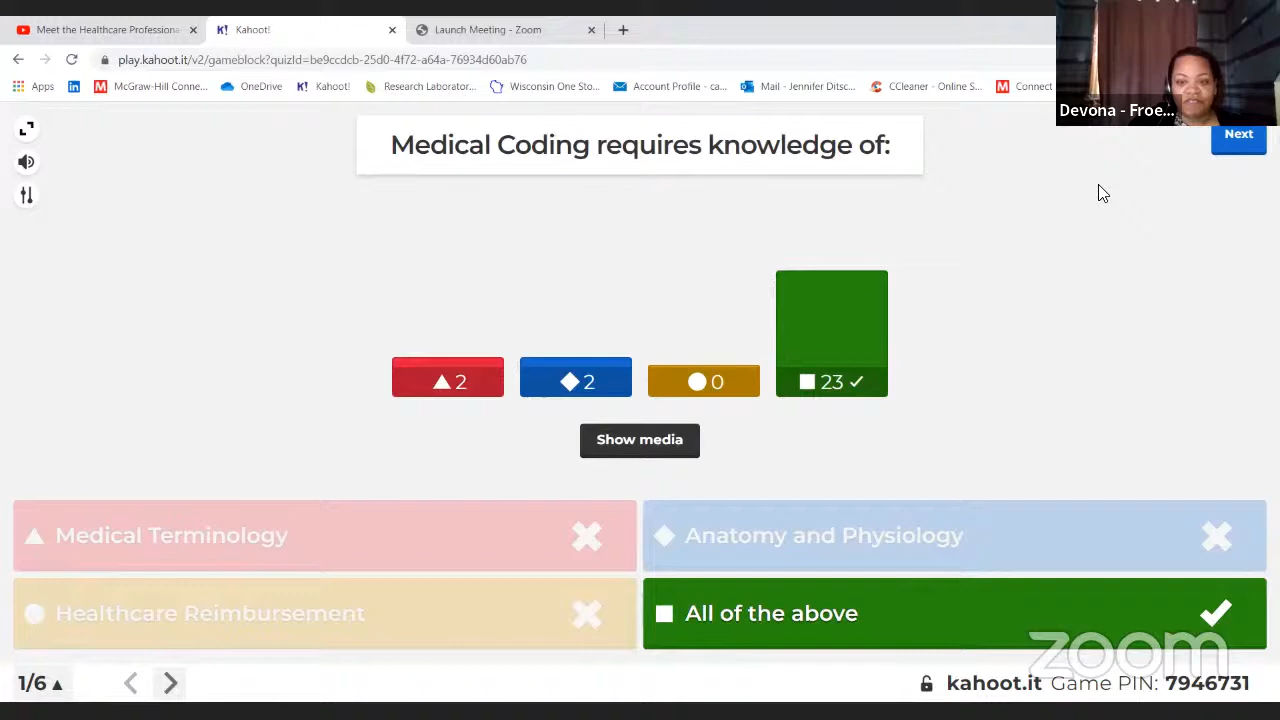 Meet the Healthcare Professiona
Kahoot!
Launch Meeting - Zoom
play.kahoot.it/v2/gameblock?quizId=be9ccdcb-25d0-4f72-a64a-76934d60ab76
Apps
McGraw-Hill Conne...
OneDrive
Kahoot!
Research Laborator...
Wisconsin One Sto...
Account Profile - ca...
Mail - Jennifer Ditsc...
CCleaner - Online S...
Connect
Devona - Froe...
Next
Medical Coding requires knowledge of:
2
2
0
23
Show media
Medical Terminology
Anatomy and Physiology
Healthcare Reimbursement
All of the above
zoom
1/6
kahoot.it Game PIN: 7946731